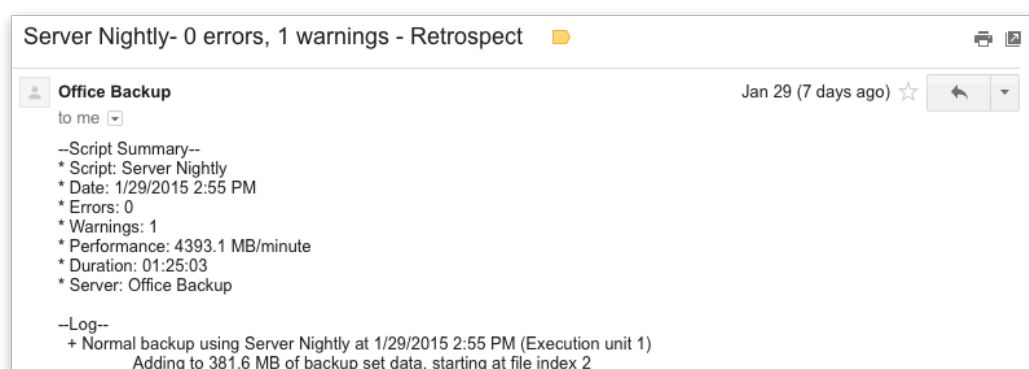 Server Nightly- 0 errors, 1 warnings - Retrospect
Office Backup
Jan 29 (7 days ago)
to me
--Script Summary--
* Script: Server Nightly
* Date: 1/29/2015 2:55 PM
* Errors: 0
* Warnings: 1
* Performance: 4393.1 MB/minute
* Duration: 01:25:03
* Server: Office Backup
--Log--
+ Normal backup using Server Nightly at 1/29/2015 2:55 PM (Execution unit 1)
Adding to 381.6 MB of backup set data, starting at file index 2